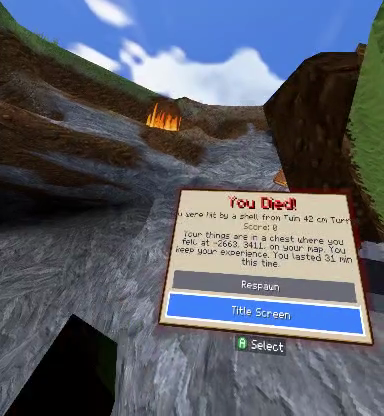 You Died!
were hit by a shell from Tuin 42 cm Turr
Score: 0
Your things are in a chest where you
fell, at -2663, 3411, on your map. You
keep your experience. You lasted 31 min
this time.
Respawn
Title Screen
A Select